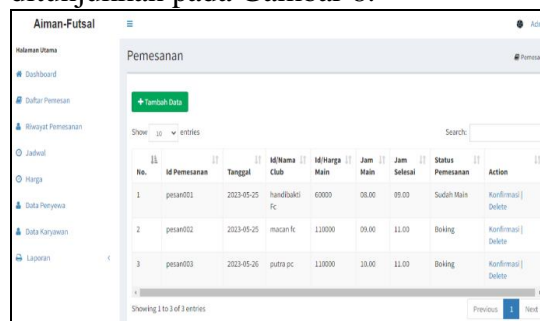 ditunjukkan pada Gambar 6.
Aiman-Futsal
Halaman Utama
Dashboard
Daftar Pemesan
Riwayat Pemesanan
Jadwal
Harga
Data Penyewa
Data Karyawan
Laporan
Pemesanan
+ Tambah Data
Show 10 entries
Search:
No. Id Pemesanan Tanggal Id/Nama Club Id/Harga Main Jam Main Jam Selesai Status Pemesanan Action
1 pesan001 2023-05-25 handibakti Fc 60000 08.00 09.00 Sudah Main Konfirmasi | Delete
2 pesan002 2023-05-25 macan fc 110000 09.00 11.00 Boking Konfirmasi | Delete
3 pesan003 2023-05-26 putra pc 110000 10.00 11.00 Boking Konfirmasi | Delete
Showing 1 to 3 of 3 entries
Previous 1 Next